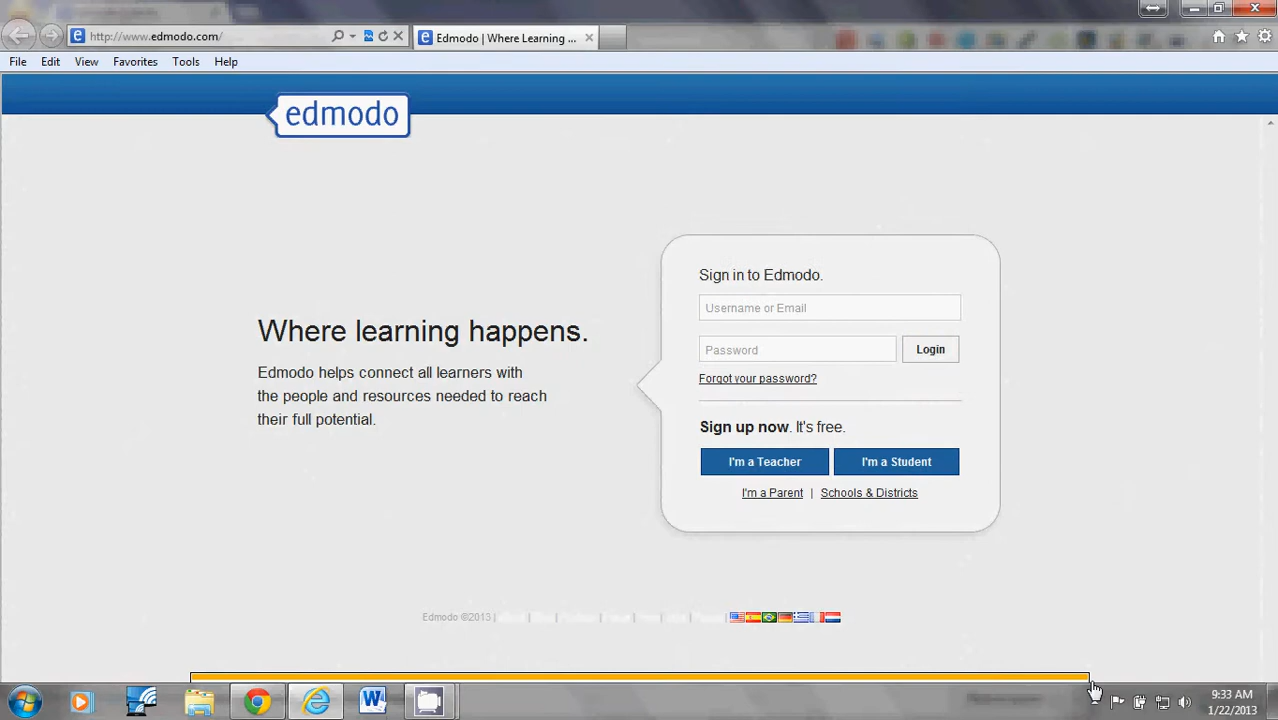 http://www.edmodo.com/
Edmodo | Where Learning ...
File Edit View Favorites Tools Help
edmodo
Sign in to Edmodo.
Username or Email
Where learning happens.
Password
Login
Edmodo helps connect all learners with
the people and resources needed to reach
their full potential.
Forgot your password?
Sign up now. It's free.
I'm a Teacher
I'm a Student
I'm a Parent | Schools & Districts
Edmodo ©2013
9:33 AM
1/22/2013